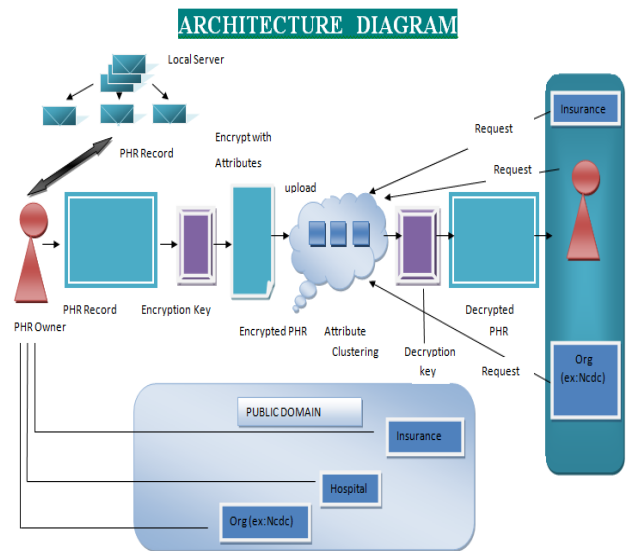 ARCHITECTURE DIAGRAM
Local Server
PHR Record
Encrypt with
Attributes
upload
Request
Request
Insurance
PHR Owner
PHR Record
Encryption Key
Encrypted PHR
Attribute
Clustering
Decryption
key
Decrypted
PHR
Request
Org
(ex:Ncdc)
PUBLIC DOMAIN
Insurance
Hospital
Org (ex:Ncdc)